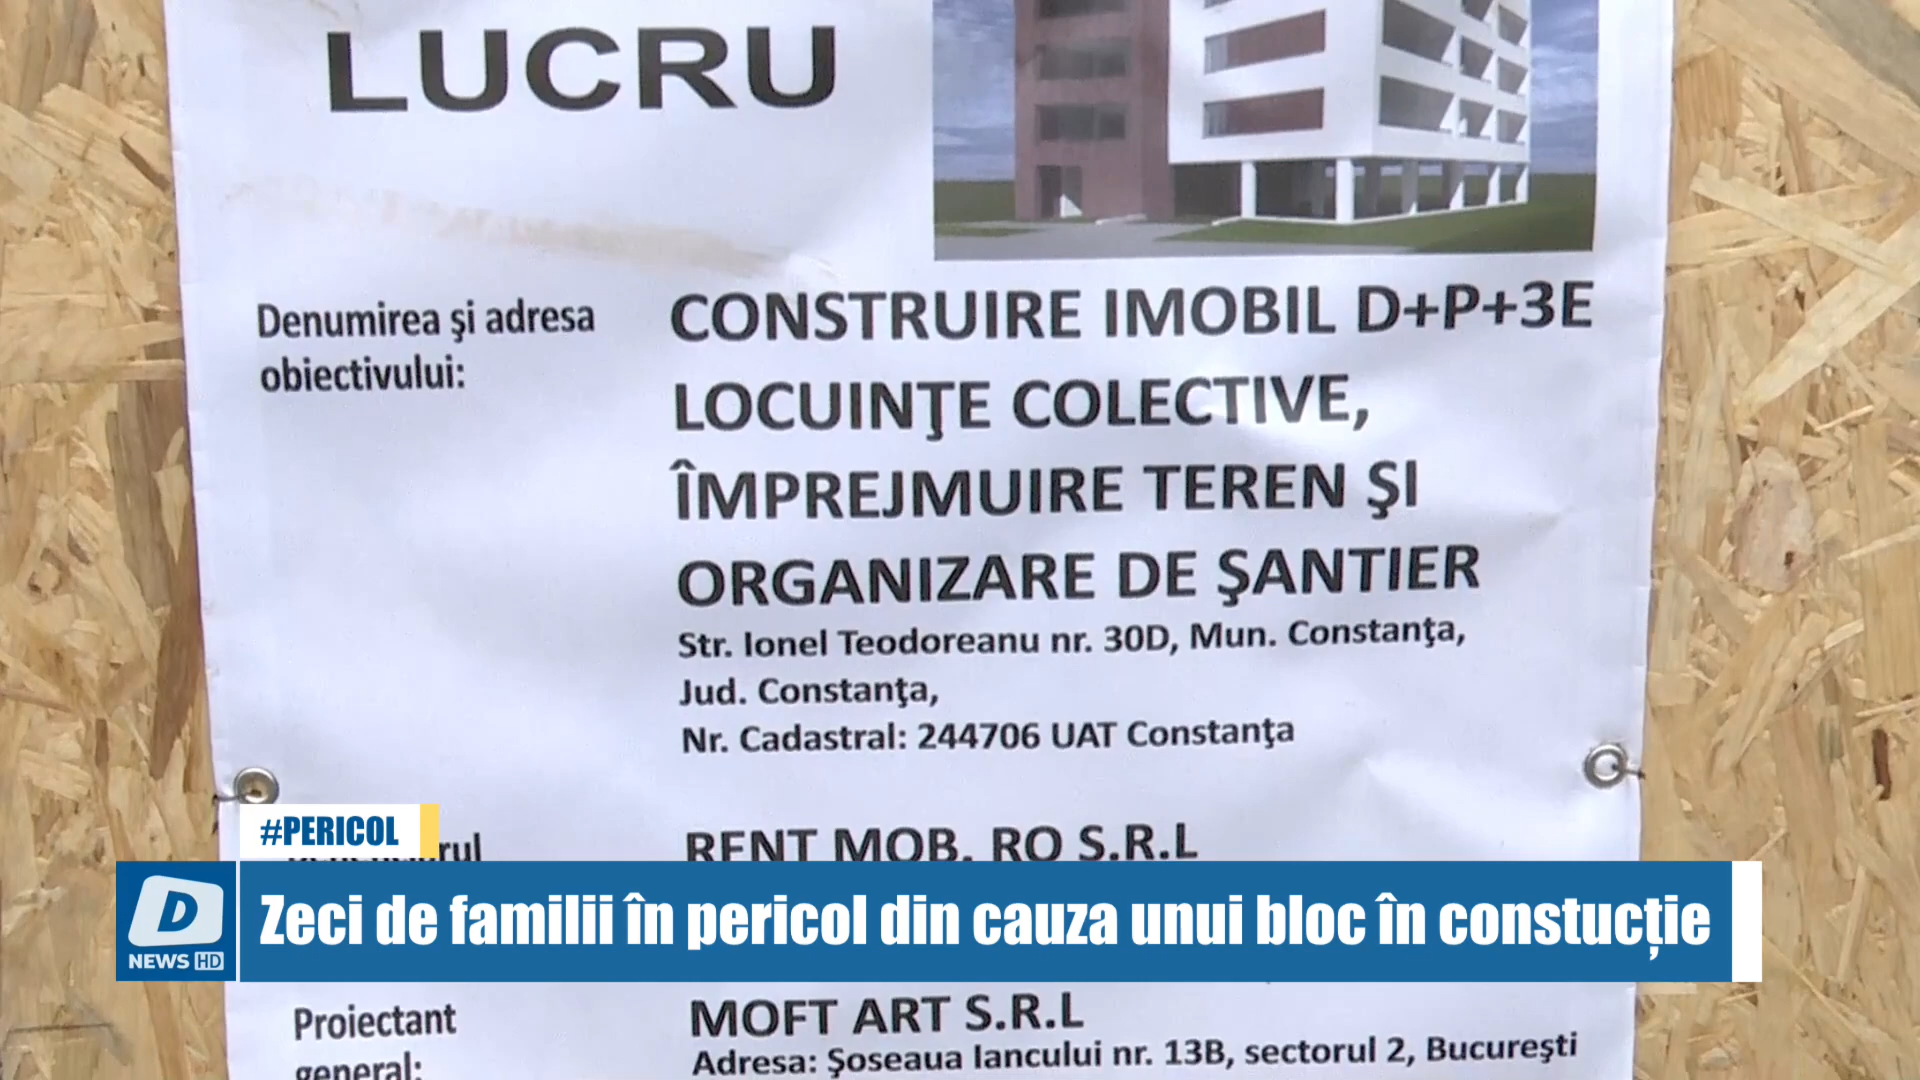 LUCRU
Denumirea şi adresa
obiectivului:
CONSTRUIRE IMOBIL D+P+3E
LOCUINŢE COLECTIVE,
ÎMPREJMUIRE TEREN ŞI
ORGANIZARE DE ŞANTIER
Str. Ionel Teodoreanu nr. 30D, Mun. Constanţa,
Jud. Constanţa,
Nr. Cadastral: 244706 UAT Constanţa
RENT MOB. RO S.R.L
#PERICOL
D NEWS HD
Zeci de familii în pericol din cauza unui bloc în constucție
Proiectant
general:
MOFT ART S.R.L
Adresa: Şoseaua Iancului nr. 13B, sectorul 2, Bucureşti